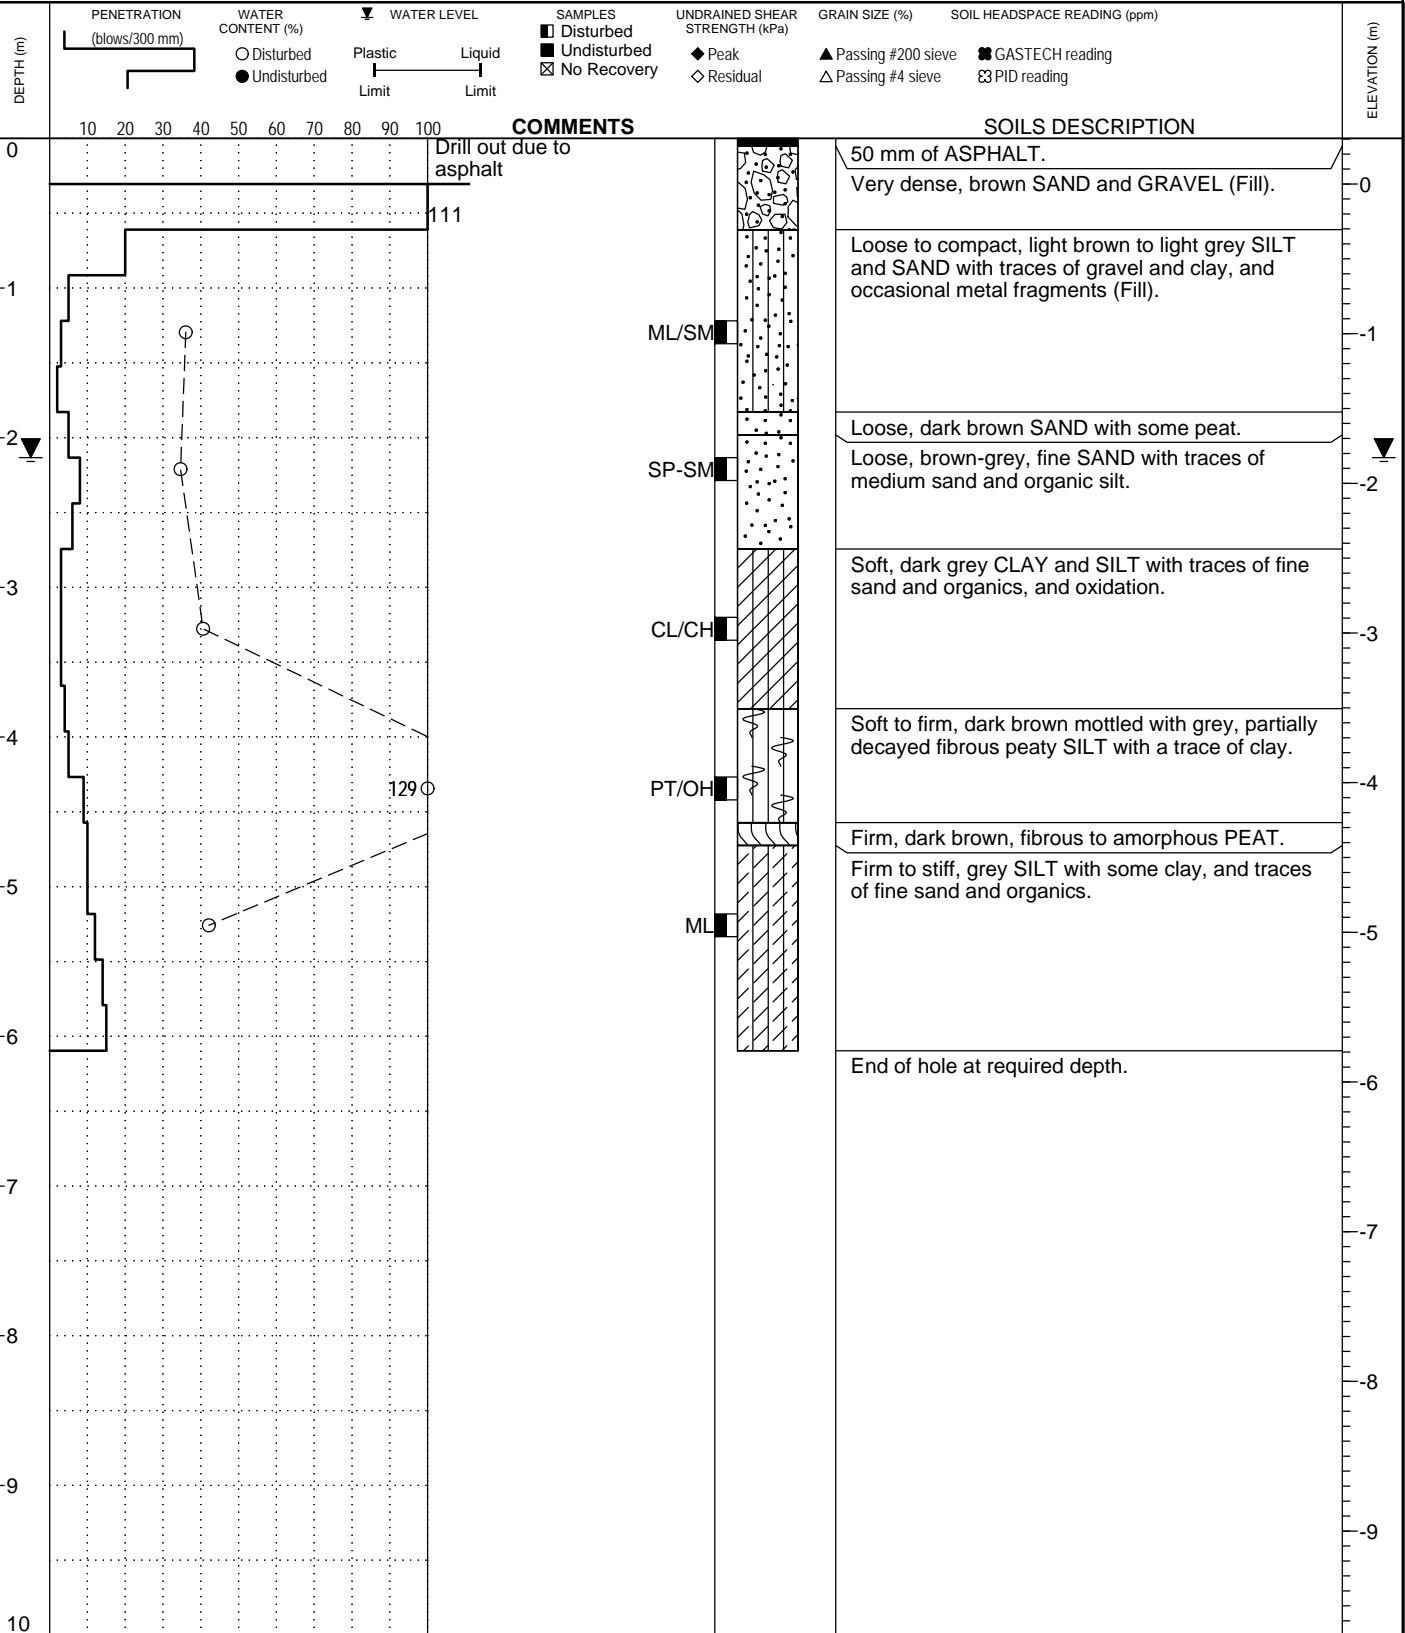 DEPTH (m)
PENETRATION
(blows/300 mm)
WATER
CONTENT (%)
Disturbed
Undisturbed
WATER LEVEL
Plastic Liquid
Limit Limit
SAMPLES
Disturbed
Undisturbed
No Recovery
UNDRAINED SHEAR
STRENGTH (kPa)
Peak
Residual
GRAIN SIZE (%)
Passing #200 sieve
Passing #4 sieve
SOIL HEADSPACE READING (ppm)
GASTECH reading
PID reading
ELEVATION (m)
10 20 30 40 50 60 70 80 90 100
COMMENTS
SOILS DESCRIPTION
0
Drill out due to
asphalt
50 mm of ASPHALT.
Very dense, brown SAND and GRAVEL (Fill).
0
111
Loose to compact, light brown to light grey SILT
and SAND with traces of gravel and clay, and
occasional metal fragments (Fill).
-1
ML/SM
-1
Loose, dark brown SAND with some peat.
-2
Loose, brown-grey, fine SAND with traces of
medium sand and organic silt.
SP-SM
-2
Soft, dark grey CLAY and SILT with traces of fine
sand and organics, and oxidation.
-3
CL/CH
-3
Soft to firm, dark brown mottled with grey, partially
decayed fibrous peaty SILT with a trace of clay.
-4
129
PT/OH
-4
Firm, dark brown, fibrous to amorphous PEAT.
Firm to stiff, grey SILT with some clay, and traces
of fine sand and organics.
-5
ML
-5
-6
End of hole at required depth.
-6
-7
-7
-8
-8
-9
-9
10